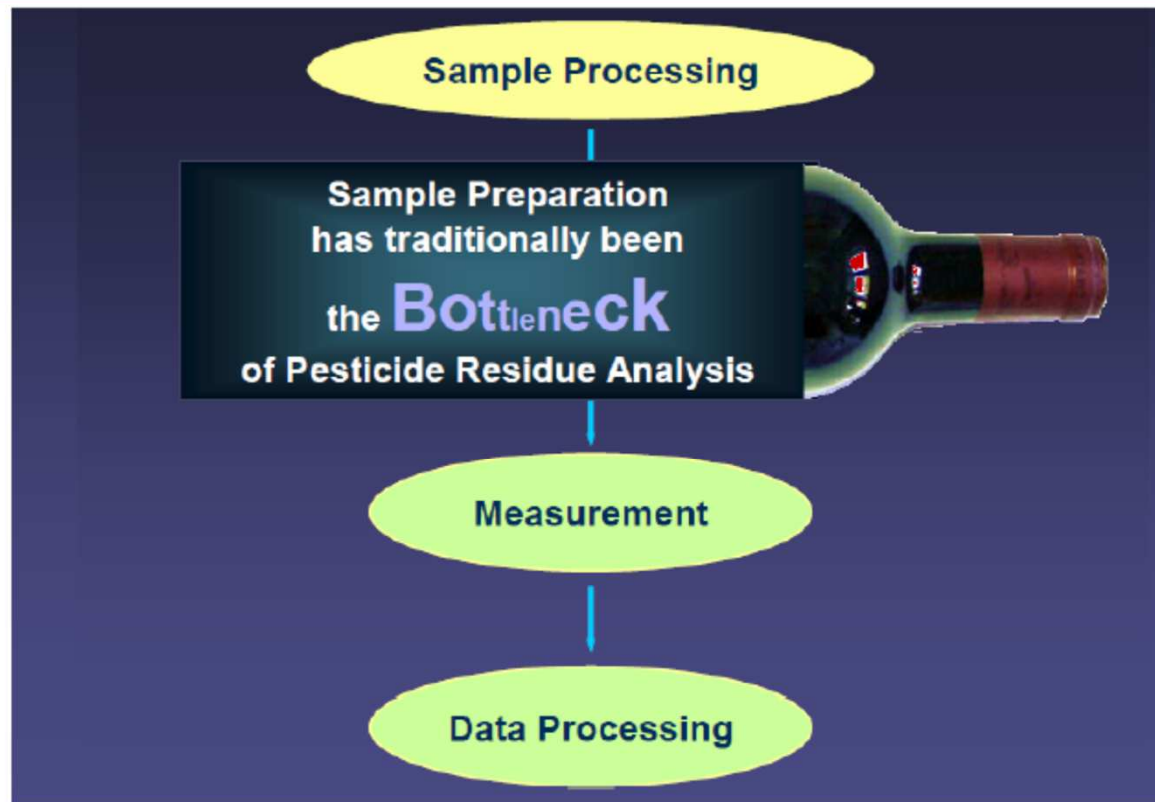 Sample Processing
Sample Preparation
has traditionally been
the Bottleneck
of Pesticide Residue Analysis
Measurement
Data Processing